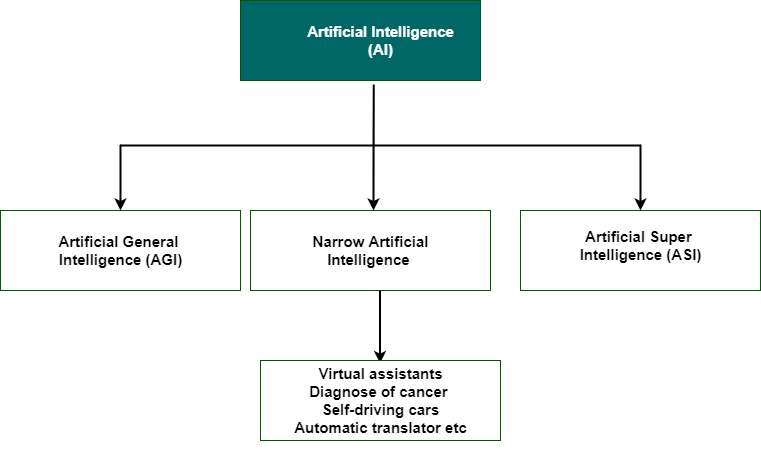 Artificial Intelligence
(AI)
Artificial General
Intelligence (AGI)
Narrow Artificial
Intelligence
Artificial Super
Intelligence (ASI)
Virtual assistants
Diagnose of cancer
Self-driving cars
Automatic translator etc